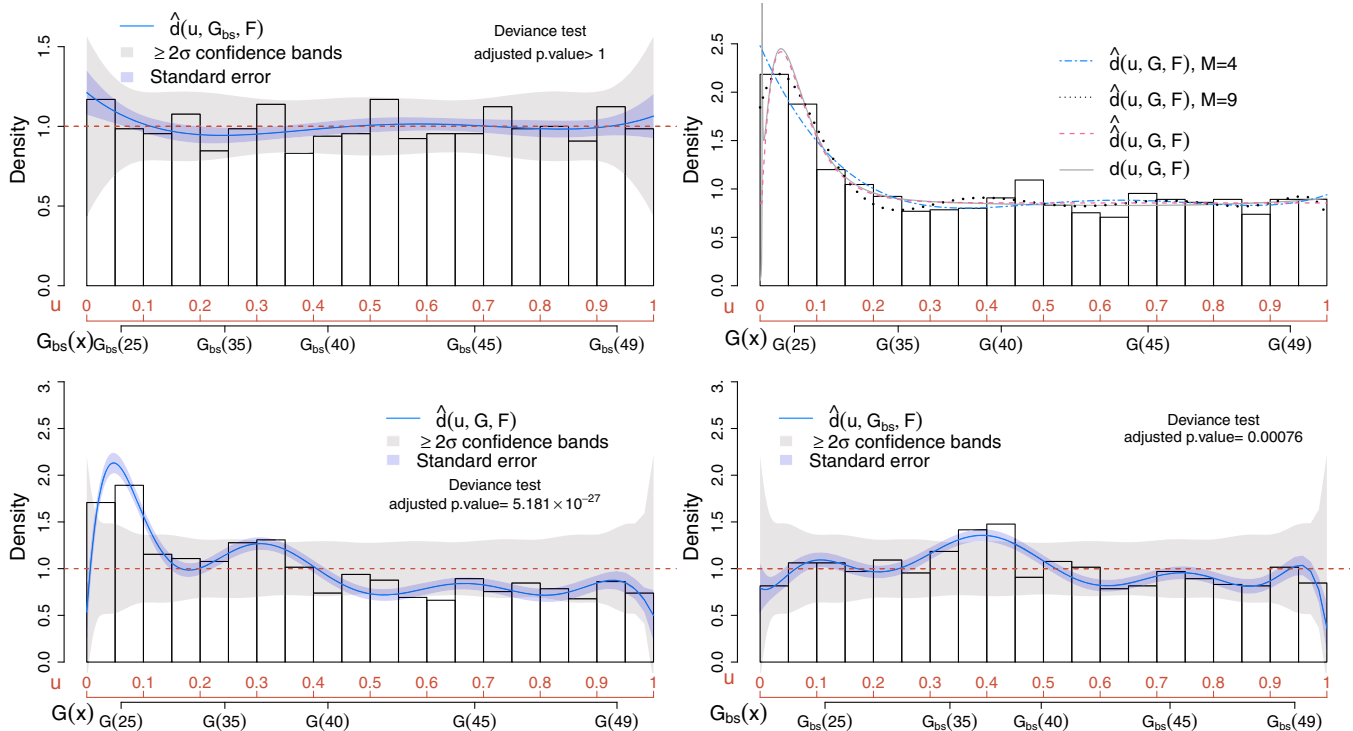 d̂(u, G_bs, F)
≥ 2σ confidence bands
Standard error
Deviance test
adjusted p.value> 1
Density
0.0 0.5 1.0 1.5
u 0 0.1 0.2 0.3 0.4 0.5 0.6 0.7 0.8 0.9 1
G_bs(x) G_bs(25) G_bs(35) G_bs(40) G_bs(45) G_bs(49)
d̂(u, G, F), M=4
d̂(u, G, F), M=9
d̂̂(u, G, F)
d(u, G, F)
Density
0.0 0.5 1.0 1.5 2.0 2.5
u 0 0.1 0.2 0.3 0.4 0.5 0.6 0.7 0.8 0.9 1
G(x) G(25) G(35) G(40) G(45) G(49)
d̂(u, G, F)
≥ 2σ confidence bands
Standard error
Deviance test
adjusted p.value= 5.181 × 10⁻²⁷
Density
0.0 0.5 1.0 1.5 2.0 2.5 3.
u 0 0.1 0.2 0.3 0.4 0.5 0.6 0.7 0.8 0.9 1
G(x) G(25) G(35) G(40) G(45) G(49)
d̂(u, G_bs, F)
≥ 2σ confidence bands
Standard error
Deviance test
adjusted p.value= 0.00076
Density
0.0 0.5 1.0 1.5 2.0 2.5 3.
u 0 0.1 0.2 0.3 0.4 0.5 0.6 0.7 0.8 0.9 1
G_bs(x) G_bs(25) G_bs(35) G_bs(40) G_bs(45) G_bs(49)